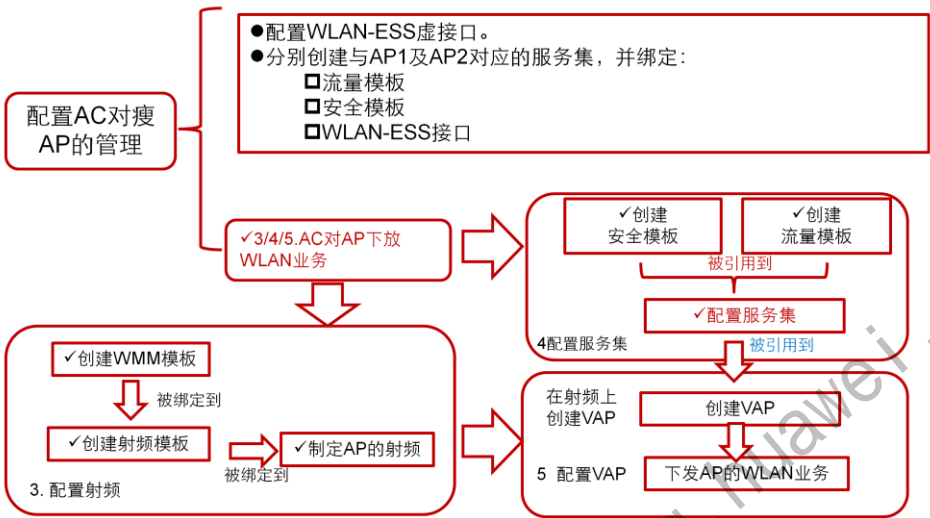 ●配置WLAN-ESS虚接口。
●分别创建与AP1及AP2对应的服务集，并绑定：
流量模板
安全模板
WLAN-ESS接口
配置AC对瘦
AP的管理
✓3/4/5.AC对AP下放
WLAN业务
✓创建
安全模板
✓创建
流量模板
被引用到
✓配置服务集
4配置服务集
被引用到
✓创建WMM模板
被绑定到
✓创建射频模板
被绑定到
✓制定AP的射频
3. 配置射频
在射频上
创建VAP
创建VAP
5 配置VAP
下发AP的WLAN业务
huawei